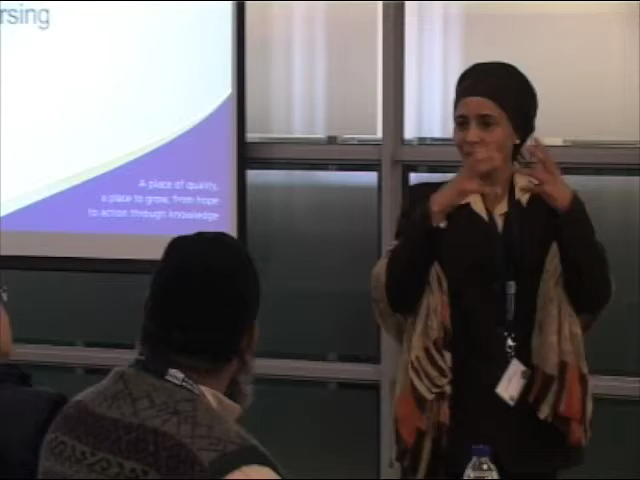 rsing
A place of quality,
a place to grow, from hope
to action through knowledge